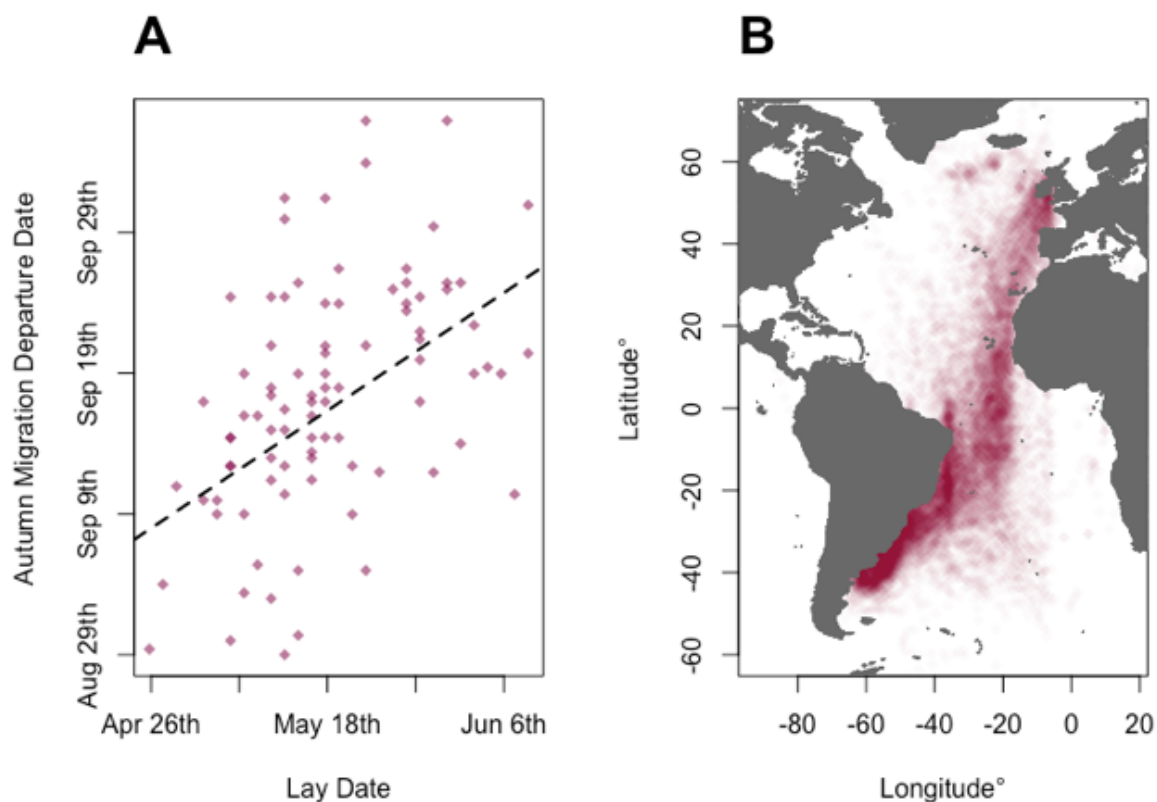 A
Autumn Migration Departure Date
Sep 29th
Sep 19th
Sep 9th
Aug 29th
Apr 26th
May 18th
Jun 6th
Lay Date
B
Latitude°
60
40
20
0
-20
-40
-60
-80
-60
-40
-20
0
20
Longitude°